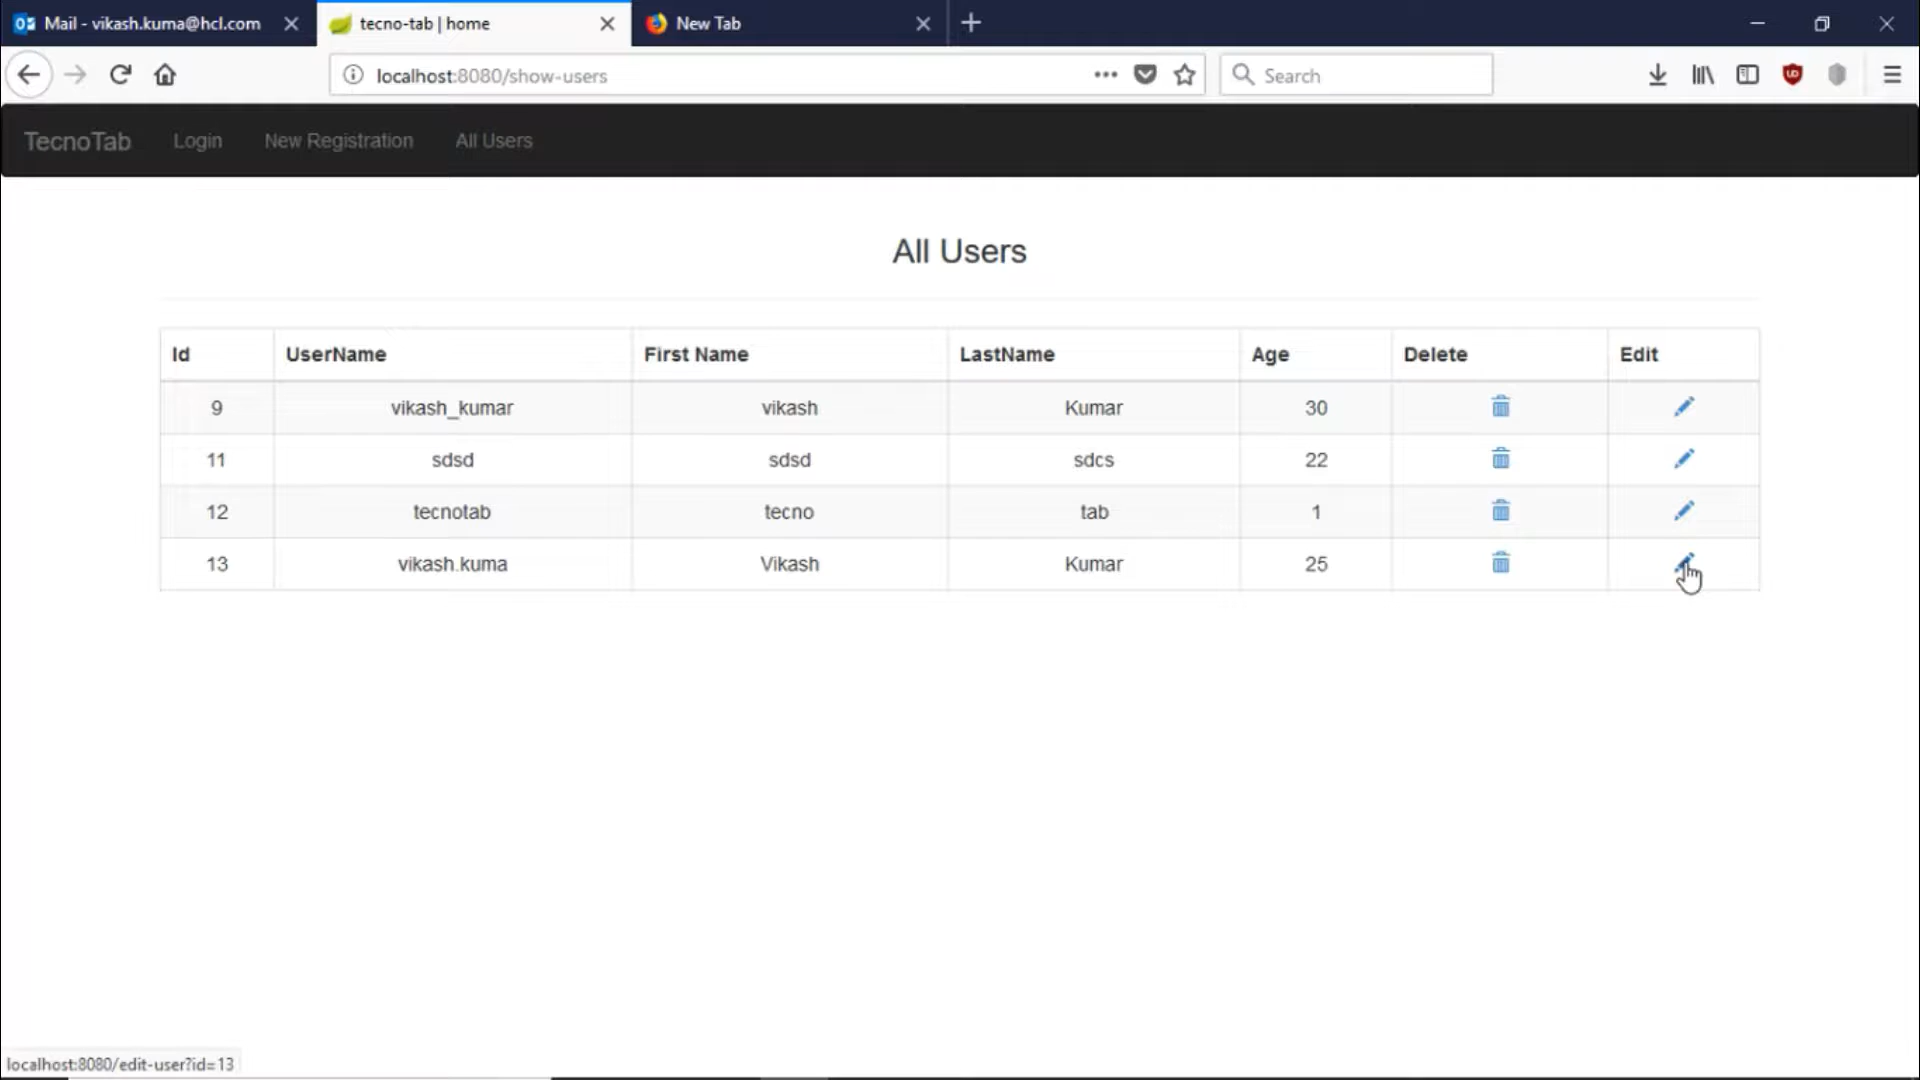 Mail - vikash.kuma@hcl.com
tecno-tab | home
New Tab
localhost:8080/show-users
Search
TecnoTab Login New Registration All Users
All Users
Id UserName First Name LastName Age Delete Edit
9 vikash_kumar vikash Kumar 30
11 sdsd sdsd sdcs 22
12 tecnotab tecno tab 1
13 vikash.kuma Vikash Kumar 25
localhost:8080/edit-user?id=13